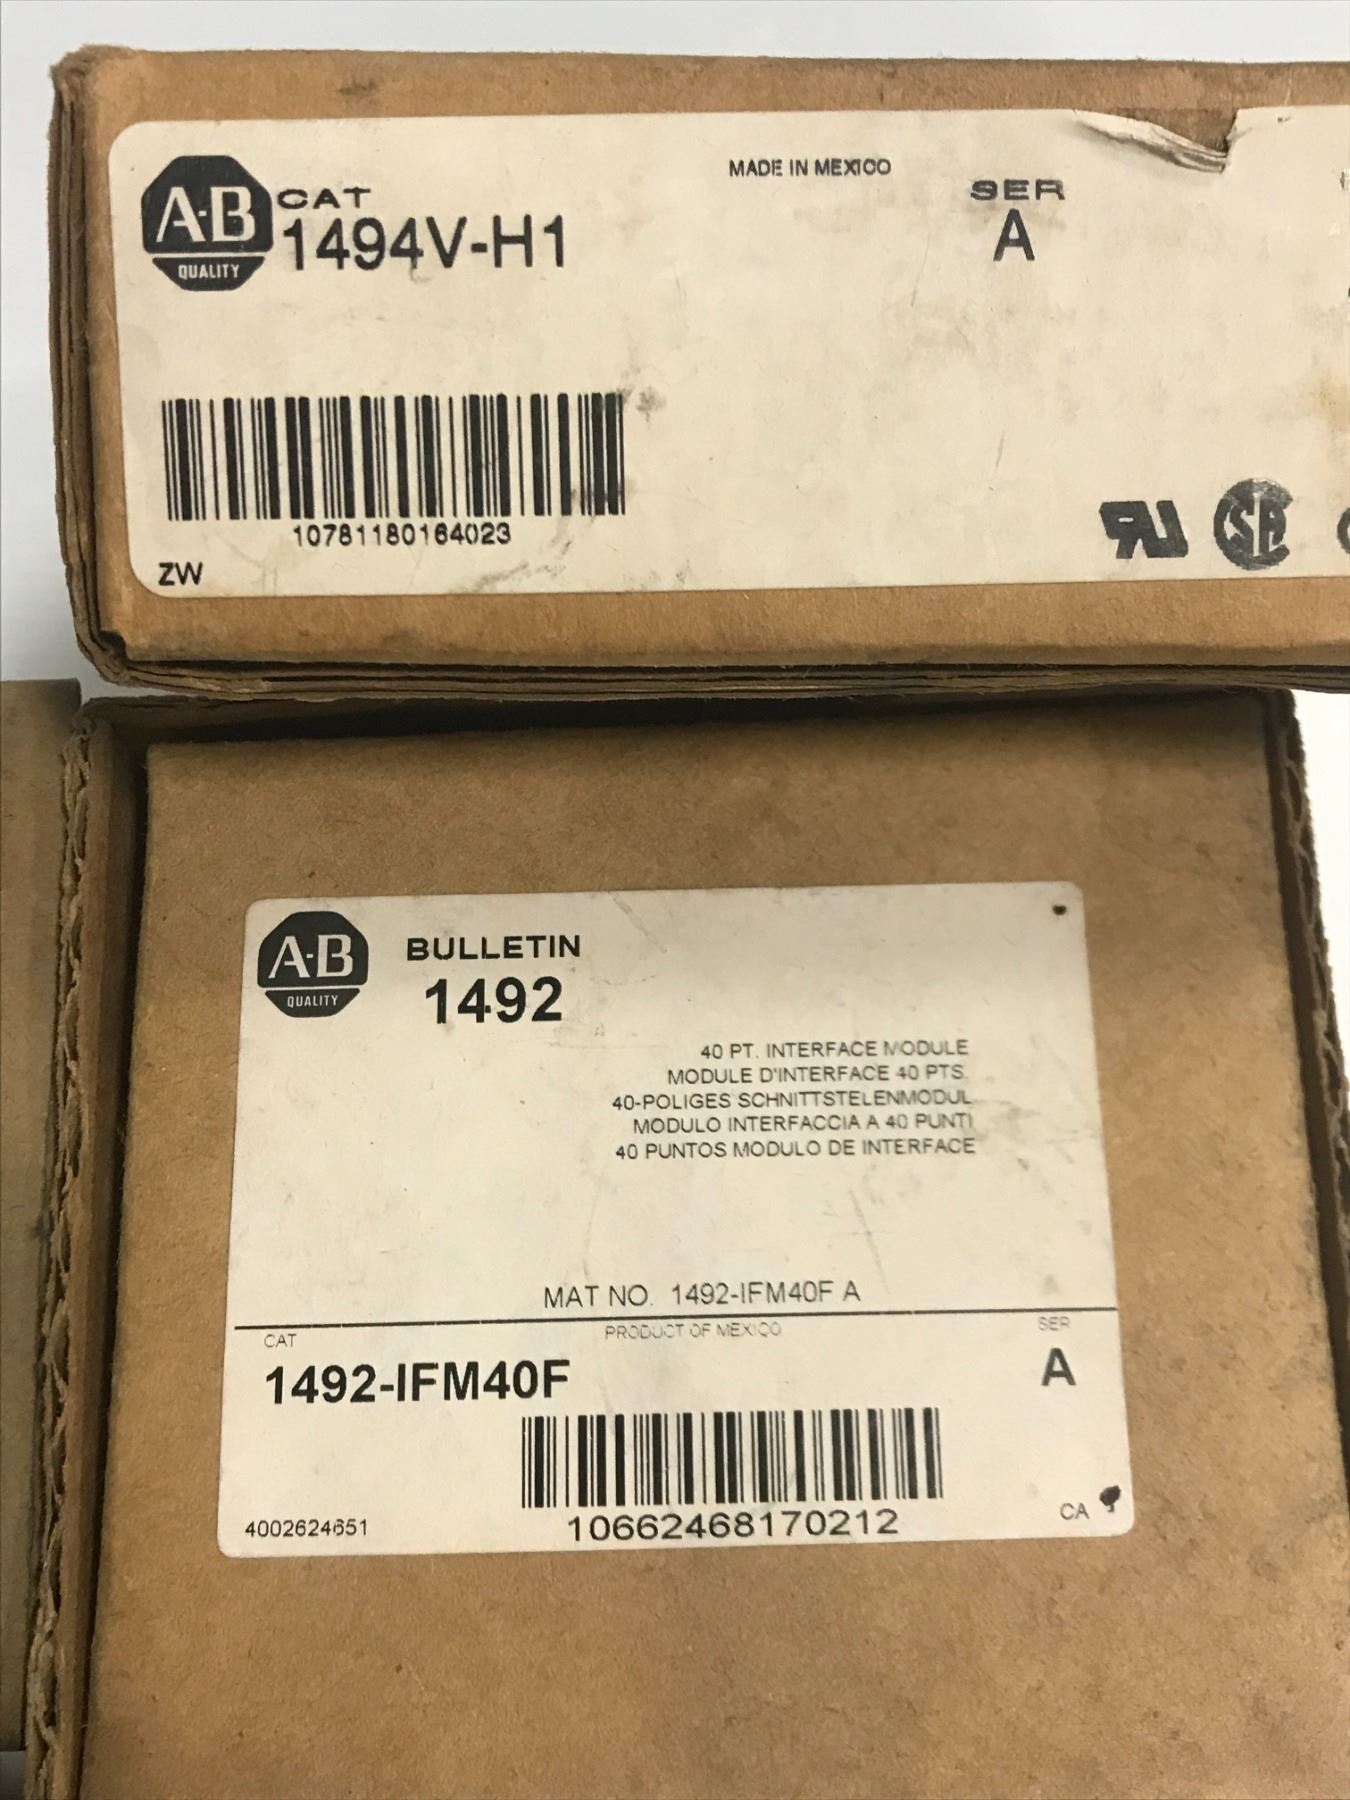 A-B
QUALITY
CAT
1494V-H1
MADE IN MEXICO
SER
A
10781180164023
ZW
A-B
QUALITY
BULLETIN
1492
40 PT. INTERFACE MODULE
MODULE D'INTERFACE 40 PTS.
40-POLIGES SCHNITTSTELENMODUL
MODULO INTERFACCIA A 40 PUNTI
40 PUNTOS MODULO DE INTERFACE
MAT NO. 1492-IFM40F A
CAT
PRODUCT OF MEXICO
SER
1492-IFM40F
A
10662468170212
4002624651
CA